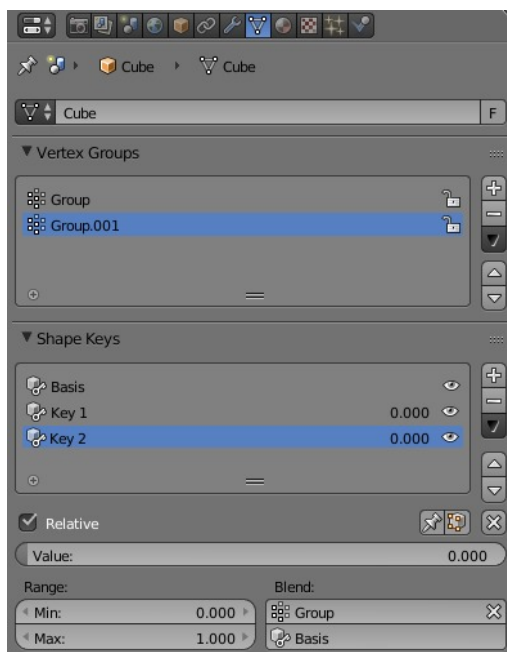 Cube Cube
Cube F
Vertex Groups
Group
Group.001
Shape Keys
Basis
Key 1 0.000
Key 2 0.000
Relative
Value: 0.000
Range: Blend:
Min: 0.000 Group
Max: 1.000 Basis